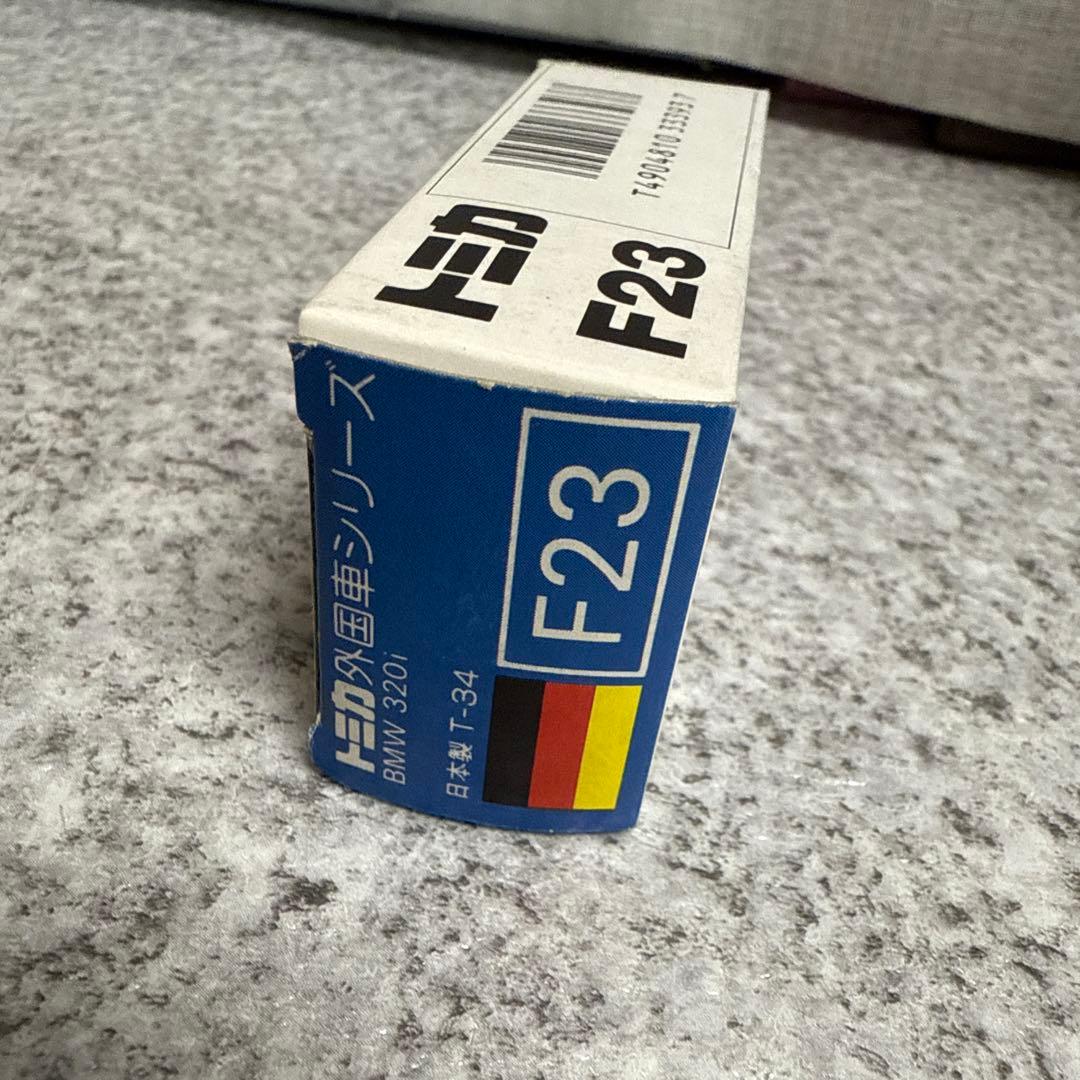 トミカ
F23
T4904810 333937
トミカ外国車シリーズ
BMW 320i
日本製 T-34
F23